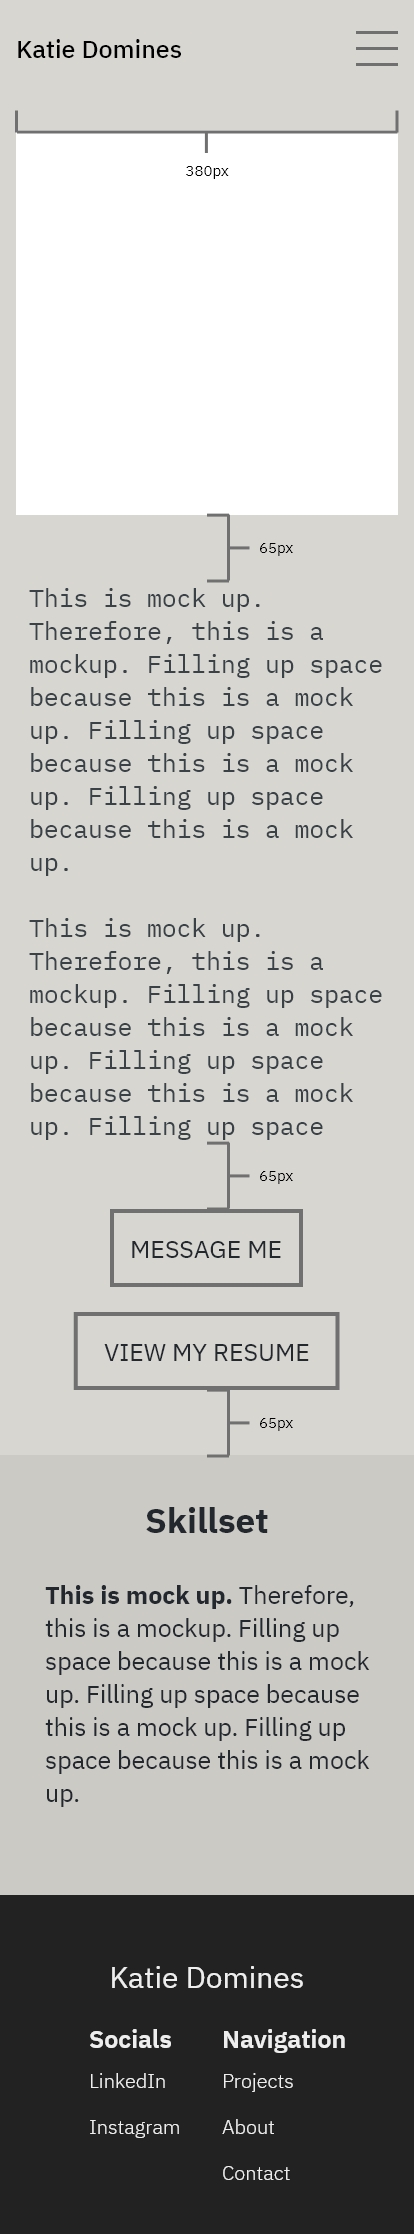 Katie Domines
380px
65px
This is mock up.
Therefore, this is a
mockup. Filling up space
because this is a mock
up. Filling up space
because this is a mock
up. Filling up space
because this is a mock
up.
This is mock up.
Therefore, this is a
mockup. Filling up space
because this is a mock
up. Filling up space
because this is a mock
up. Filling up space
65px
MESSAGE ME
VIEW MY RESUME
65px
Skillset
This is mock up. Therefore,
this is a mockup. Filling up
space because this is a mock
up. Filling up space because
this is a mock up. Filling up
space because this is a mock
up.
Katie Domines
Socials
LinkedIn
Instagram
Navigation
Projects
About
Contact